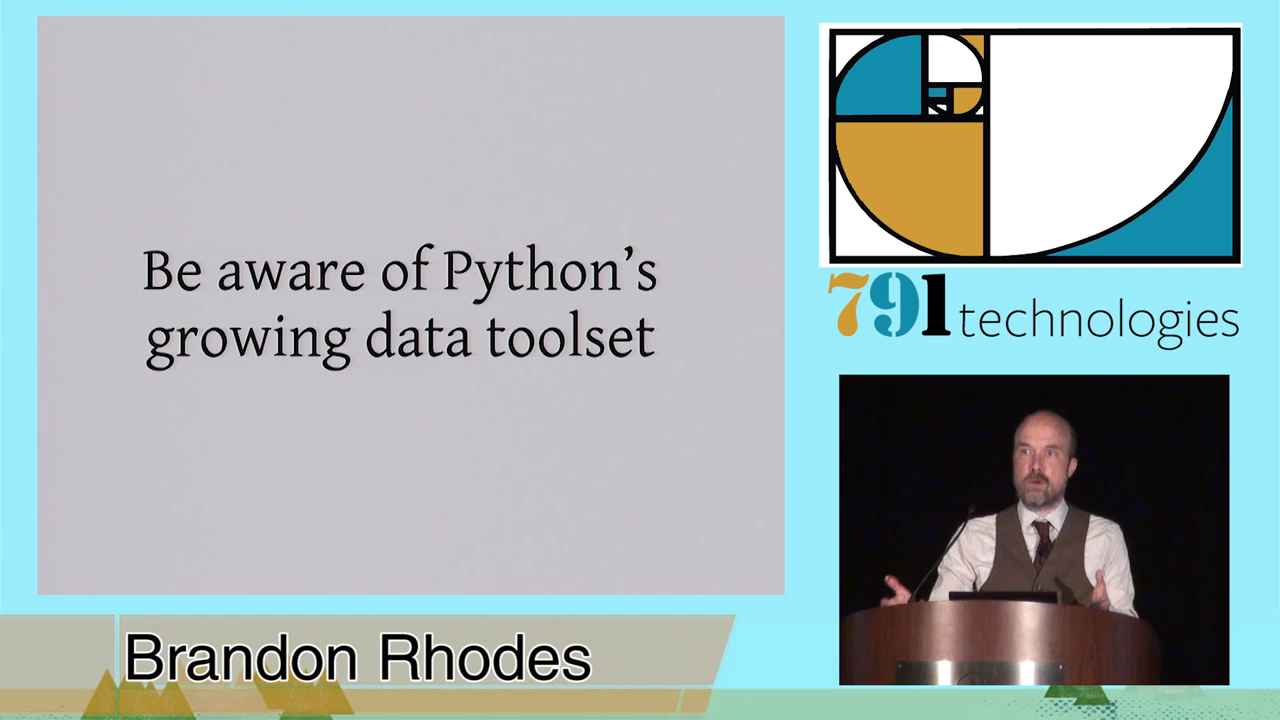 Be aware of Python’s
growing data toolset
791 technologies
Brandon Rhodes